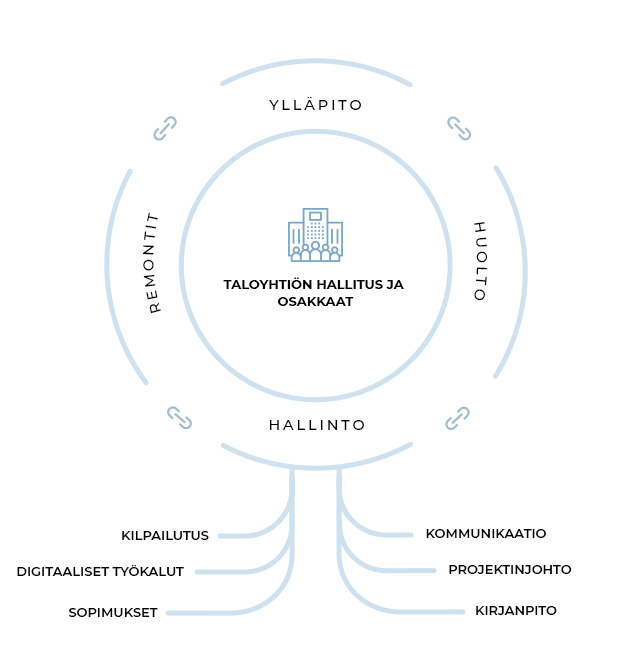 YLLÄPITO
REMONTIT
HUOLTO
TALOYHTIÖN HALLITUS JA
OSAKKAAT
HALLINTO
KILPAILUTUS
KOMMUNIKAATIO
DIGITAALISET TYÖKALUT
PROJEKTINJOHTO
SOPIMUKSET
KIRJANPITO